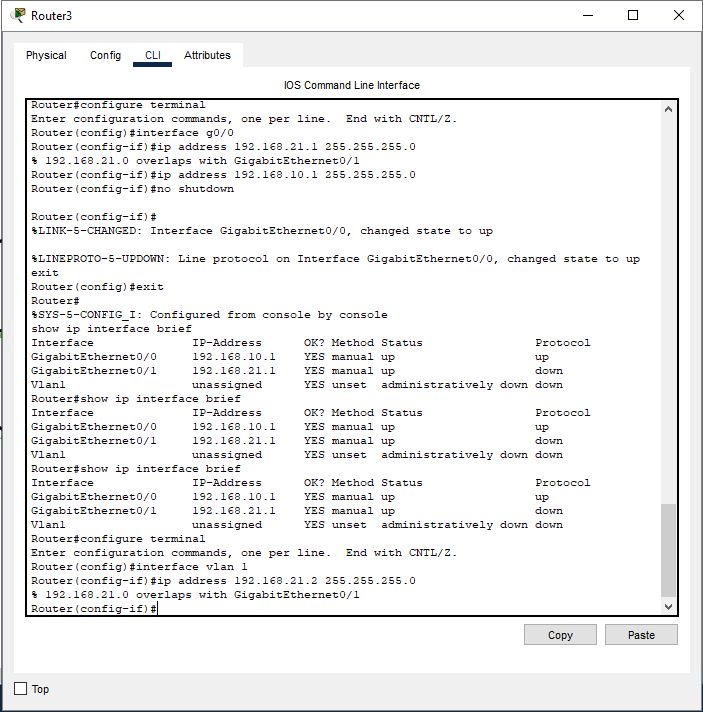 Router3
Physical Config CLI Attributes
IOS Command Line Interface
Router#configure terminal
Enter configuration commands, one per line.  End with CNTL/Z.
Router(config)#interface g0/0
Router(config-if)#ip address 192.168.21.1 255.255.255.0
% 192.168.21.0 overlaps with GigabitEthernet0/1
Router(config-if)#ip address 192.168.10.1 255.255.255.0
Router(config-if)#no shutdown
Router(config-if)#
%LINK-5-CHANGED: Interface GigabitEthernet0/0, changed state to up
%LINEPROTO-5-UPDOWN: Line protocol on Interface GigabitEthernet0/0, changed state to up
exit
Router(config)#exit
Router#
%SYS-5-CONFIG_I: Configured from console by console
show ip interface brief
Interface              IP-Address      OK? Method Status                Protocol
GigabitEthernet0/0     192.168.10.1    YES manual up                    up
GigabitEthernet0/1     192.168.21.1    YES manual up                    down
Vlan1                  unassigned      YES unset  administratively down down
Router#show ip interface brief
Interface              IP-Address      OK? Method Status                Protocol
GigabitEthernet0/0     192.168.10.1    YES manual up                    up
GigabitEthernet0/1     192.168.21.1    YES manual up                    down
Vlan1                  unassigned      YES unset  administratively down down
Router#show ip interface brief
Interface              IP-Address      OK? Method Status                Protocol
GigabitEthernet0/0     192.168.10.1    YES manual up                    up
GigabitEthernet0/1     192.168.21.1    YES manual up                    down
Vlan1                  unassigned      YES unset  administratively down down
Router#configure terminal
Enter configuration commands, one per line.  End with CNTL/Z.
Router(config)#interface vlan 1
Router(config-if)#ip address 192.168.21.2 255.255.255.0
% 192.168.21.0 overlaps with GigabitEthernet0/1
Router(config-if)#
Copy Paste
Top